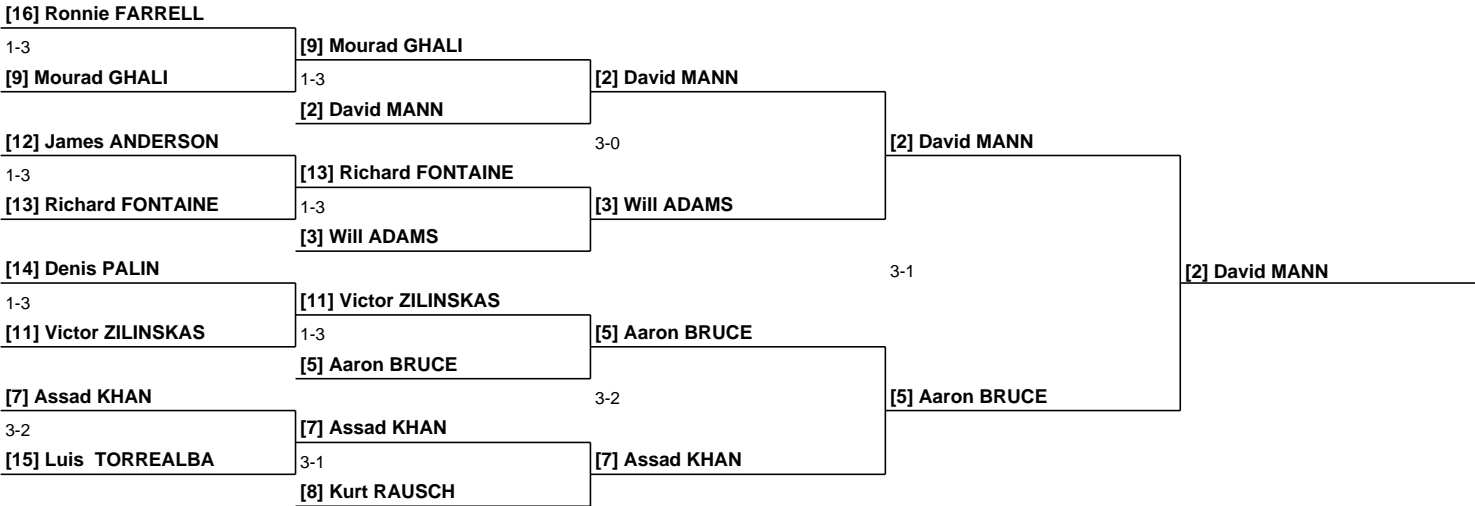 [16] Ronnie FARRELL
1-3
[9] Mourad GHALI
[9] Mourad GHALI
1-3
[2] David MANN
[2] David MANN
[12] James ANDERSON
3-0
[2] David MANN
1-3
[13] Richard FONTAINE
[13] Richard FONTAINE
1-3
[3] Will ADAMS
[3] Will ADAMS
[14] Denis PALIN
3-1
[2] David MANN
1-3
[11] Victor ZILINSKAS
[11] Victor ZILINSKAS
1-3
[5] Aaron BRUCE
[5] Aaron BRUCE
[7] Assad KHAN
3-2
[5] Aaron BRUCE
3-2
[7] Assad KHAN
[15] Luis  TORREALBA
3-1
[7] Assad KHAN
[8] Kurt RAUSCH